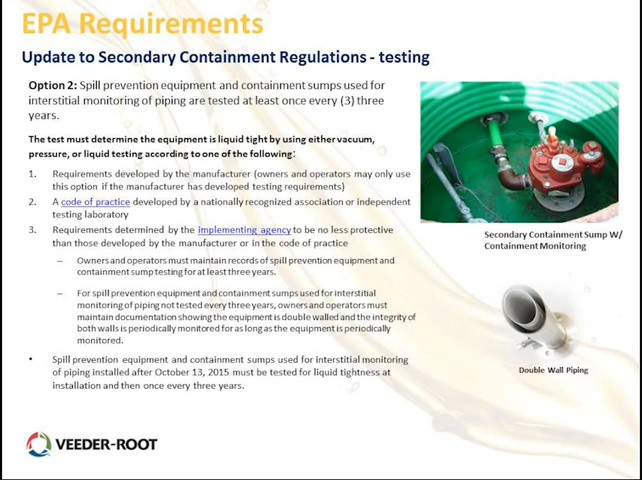 EPA Requirements
Update to Secondary Containment Regulations - testing
Option 2: Spill prevention equipment and containment sumps used for
interstitial monitoring of piping are tested at least once every (3) three
years.
The test must determine the equipment is liquid tight by using either vacuum,
pressure, or liquid testing according to one of the following:
1. Requirements developed by the manufacturer (owners and operators may only use
this option if the manufacturer has developed testing requirements)
2. A code of practice developed by a nationally recognized association or independent
testing laboratory
3. Requirements determined by the implementing agency to be no less protective
than those developed by the manufacturer or in the code of practice
– Owners and operators must maintain records of spill prevention equipment and
containment sump testing for at least three years.
– For spill prevention equipment and containment sumps used for interstitial
monitoring of piping not tested every three years, owners and operators must
maintain documentation showing the equipment is double walled and the integrity of
both walls is periodically monitored for as long as the equipment is periodically
monitored.
• Spill prevention equipment and containment sumps used for interstitial monitoring
of piping installed after October 13, 2015 must be tested for liquid tightness at
installation and then once every three years.
Secondary Containment Sump W/
Containment Monitoring
Double Wall Piping
VEEDER-ROOT